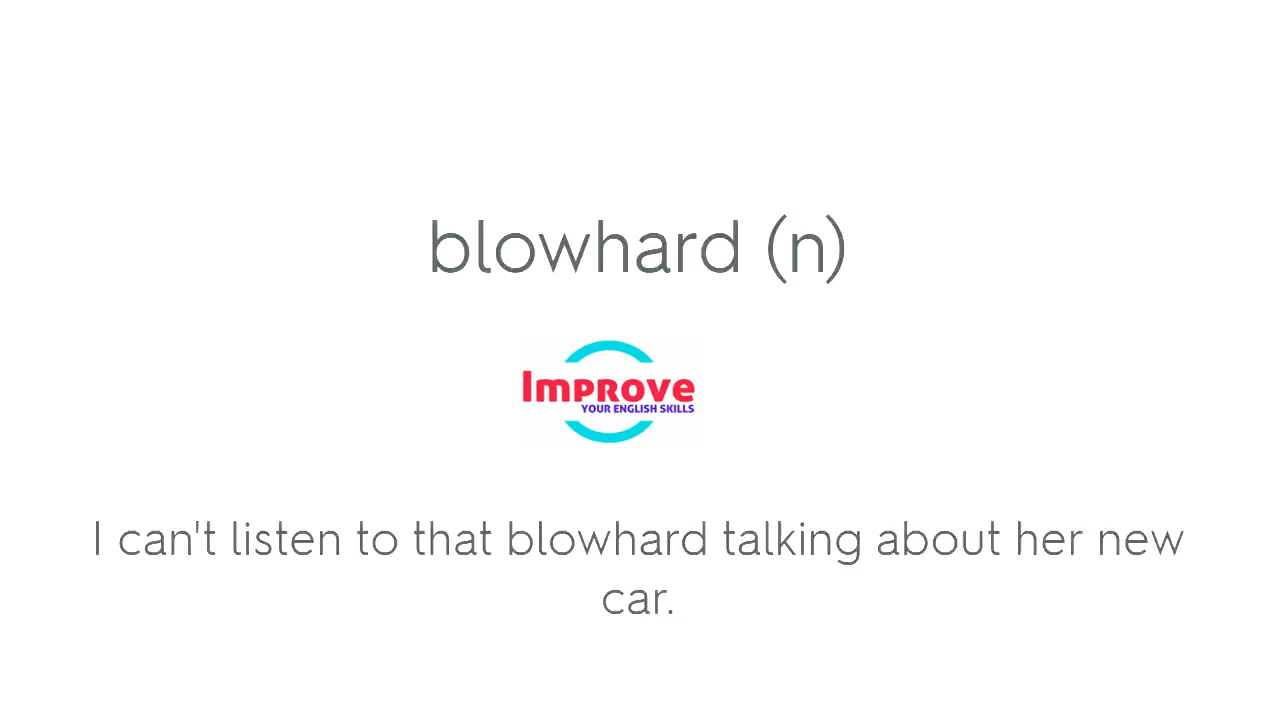 blowhard (n)
Improve
YOUR ENGLISH SKILLS
I can't listen to that blowhard talking about her new
car.